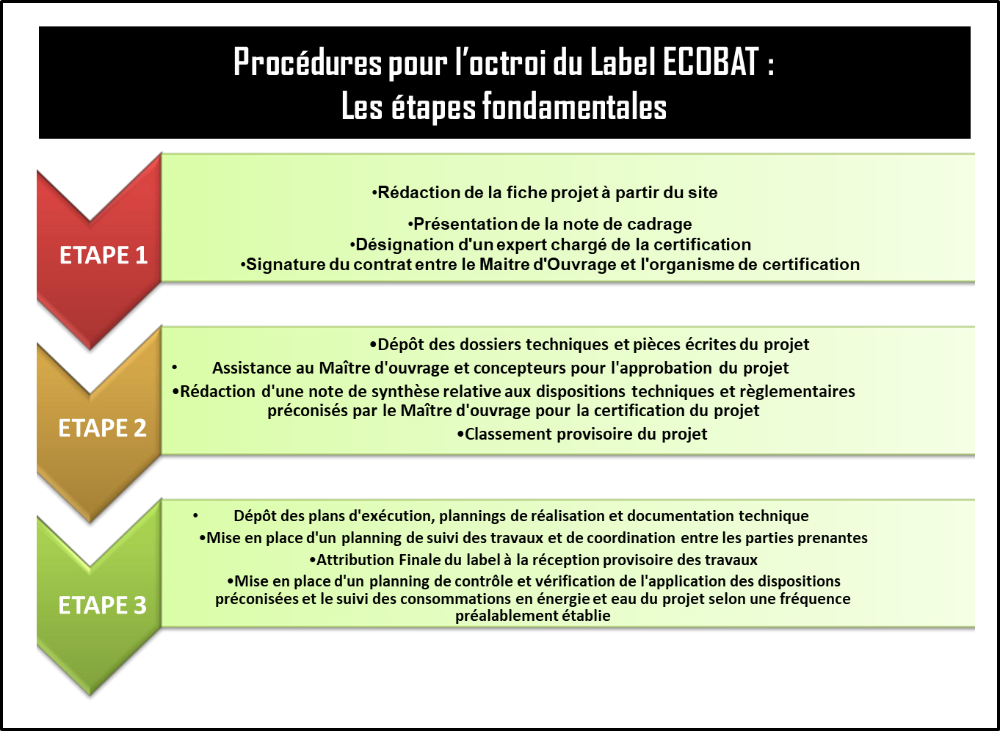 Procédures pour l’octroi du Label ECOBAT :
Les étapes fondamentales
ETAPE 1
•Rédaction de la fiche projet à partir du site
•Présentation de la note de cadrage
•Désignation d'un expert chargé de la certification
•Signature du contrat entre le Maitre d'Ouvrage et l'organisme de certification
ETAPE 2
•Dépôt des dossiers techniques et pièces écrites du projet
• Assistance au Maître d'ouvrage et concepteurs pour l'approbation du projet
•Rédaction d'une note de synthèse relative aux dispositions techniques et règlementaires
préconisés par le Maître d'ouvrage pour la certification du projet
•Classement provisoire du projet
ETAPE 3
• Dépôt des plans d'exécution, plannings de réalisation et documentation technique
•Mise en place d'un planning de suivi des travaux et de coordination entre les parties prenantes
•Attribution Finale du label à la réception provisoire des travaux
•Mise en place d'un planning de contrôle et vérification de l'application des dispositions
préconisées et le suivi des consommations en énergie et eau du projet selon une fréquence
préalablement établie